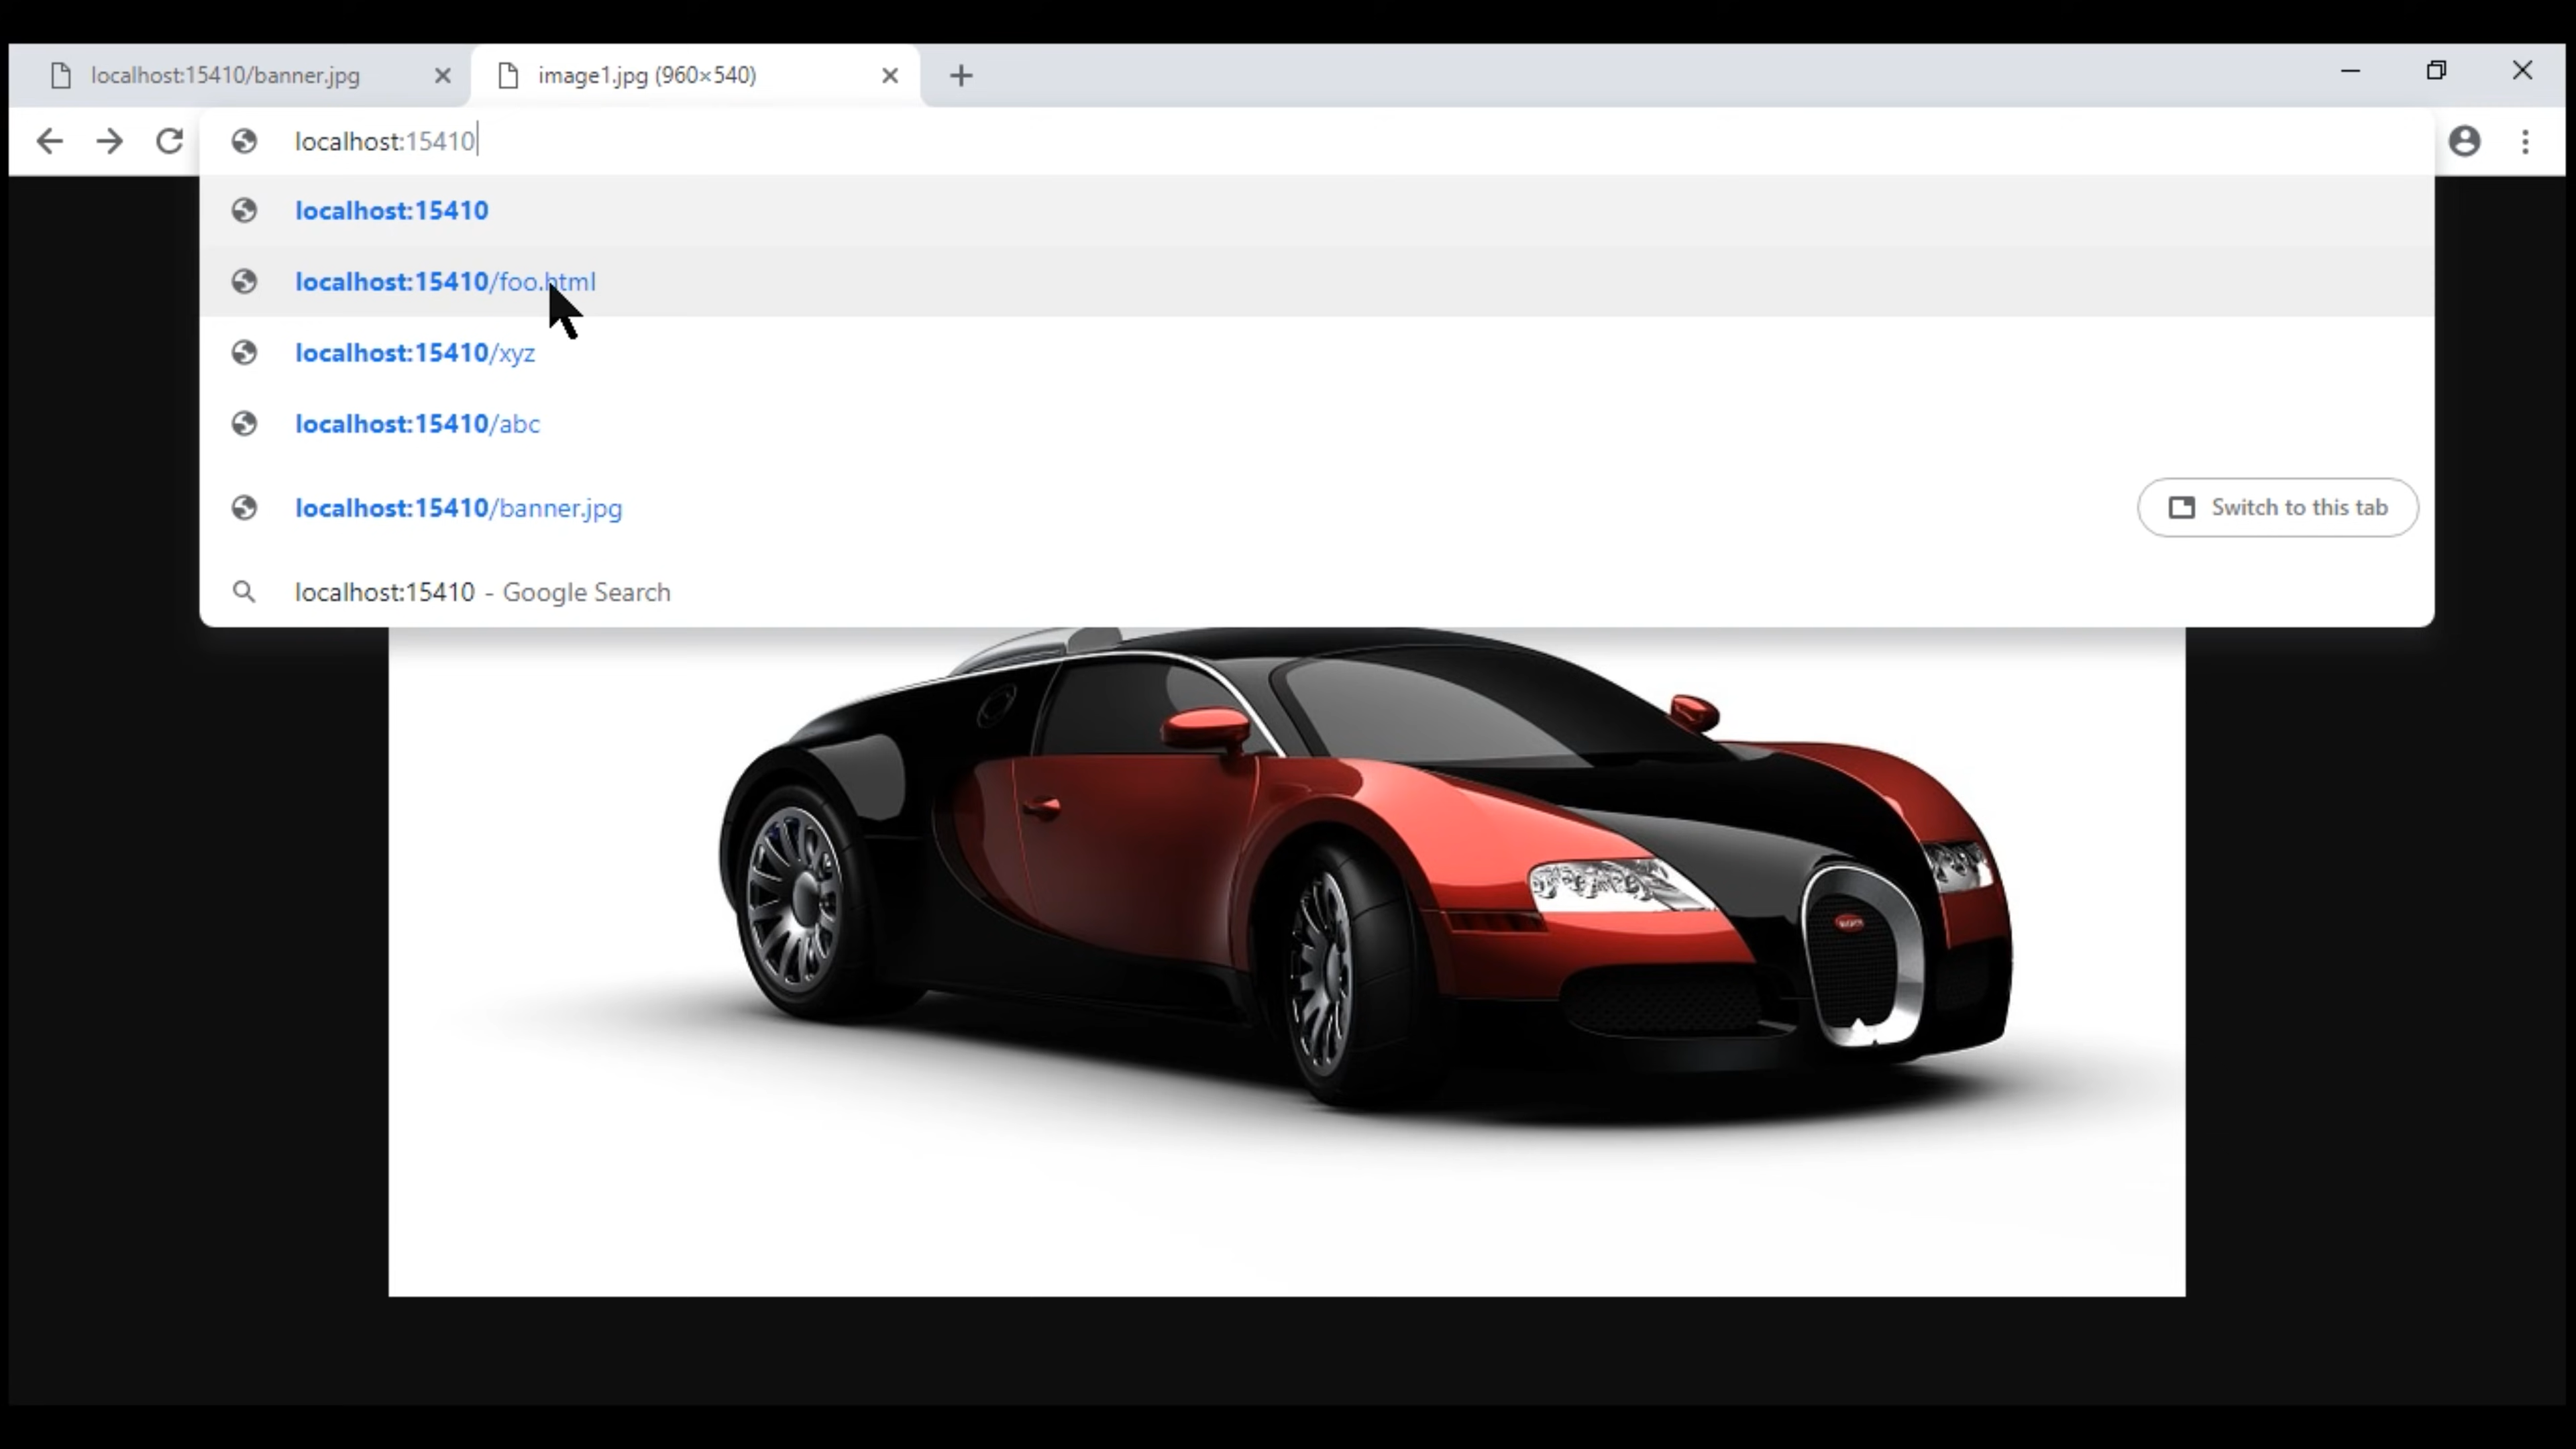 localhost:15410/banner.jpg
image1.jpg (960×540)
localhost:15410
localhost:15410
localhost:15410/foo.html
localhost:15410/xyz
localhost:15410/abc
localhost:15410/banner.jpg
Switch to this tab
localhost:15410 - Google Search